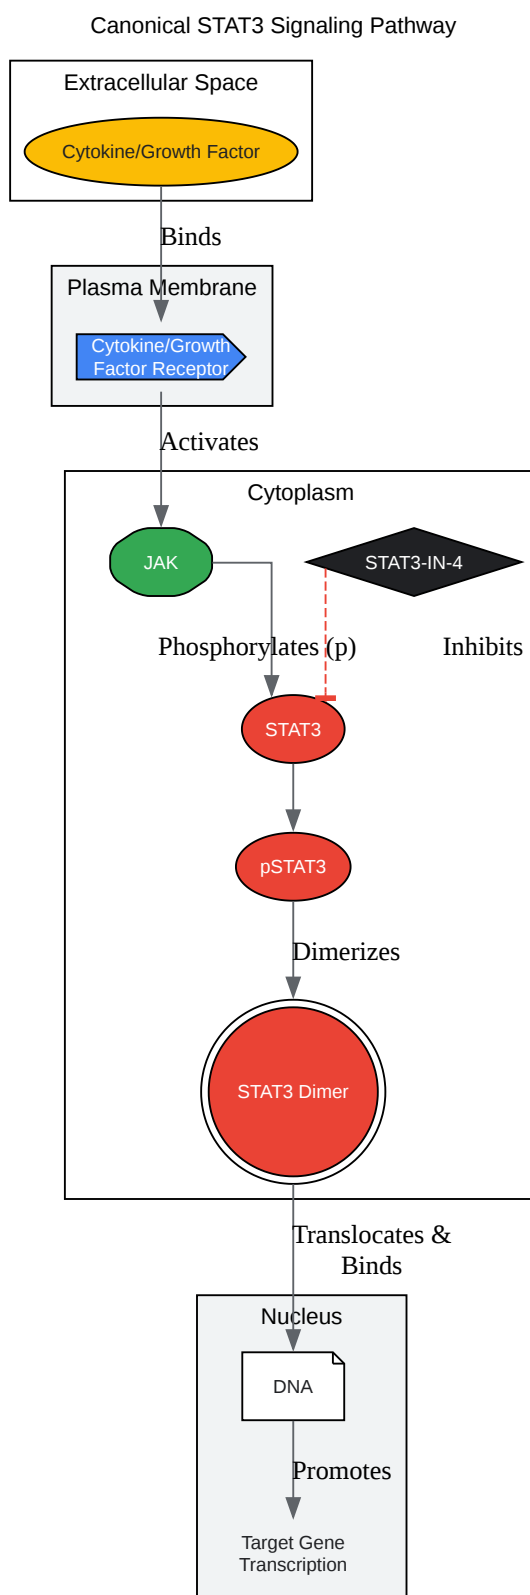 Canonical STAT3 Signaling Pathway
Extracellular Space
Cytokine/Growth Factor
Binds
Plasma Membrane
Cytokine/Growth
Factor Receptor
Activates
Cytoplasm
JAK
STAT3-IN-4
Phosphorylates (p)
Inhibits
STAT3
pSTAT3
Dimerizes
STAT3 Dimer
Translocates &
Binds
Nucleus
DNA
Promotes
Target Gene
Transcription